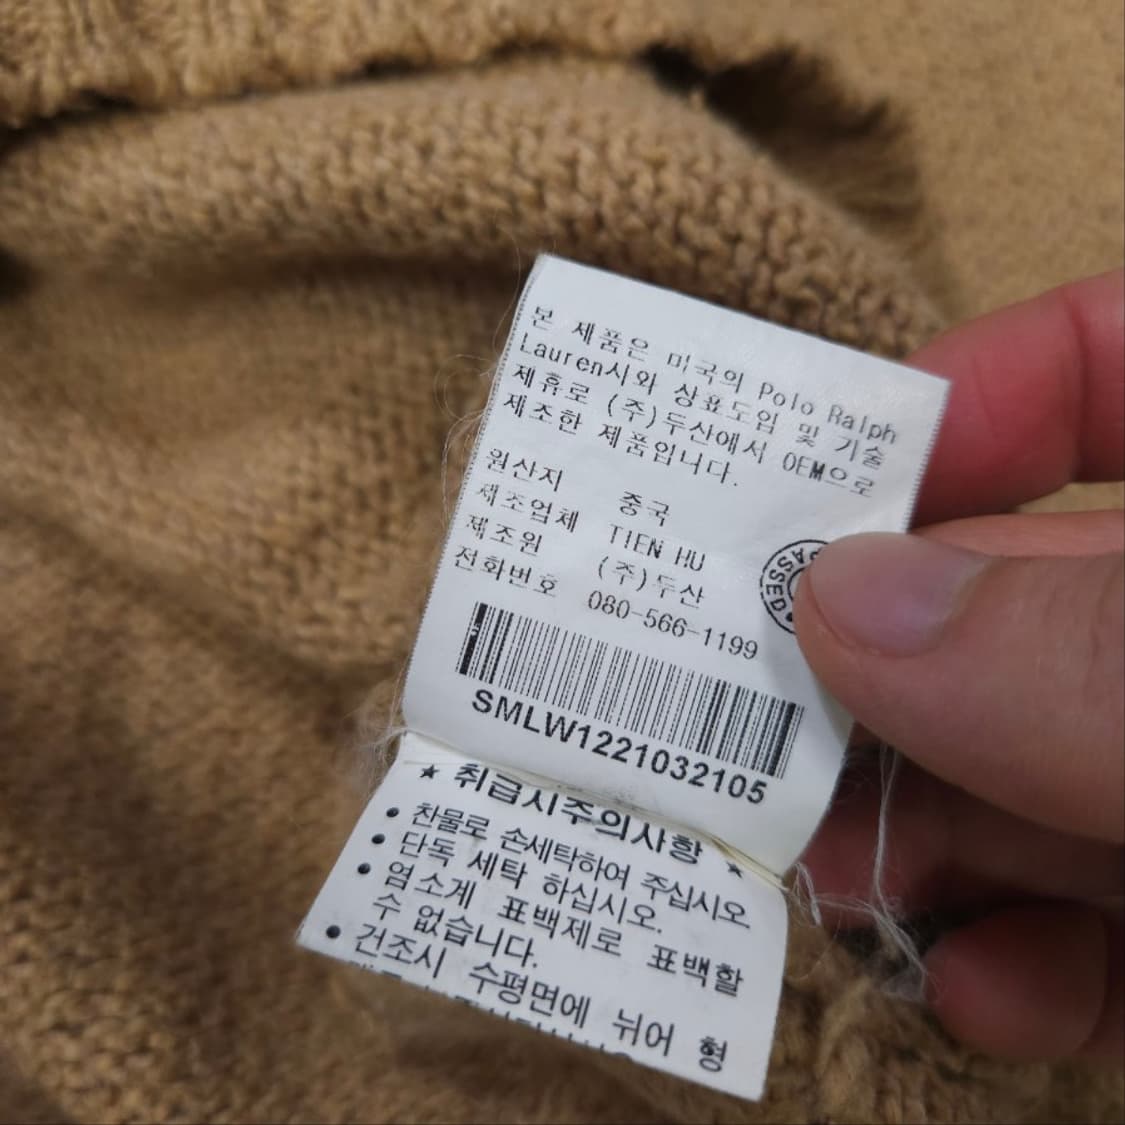 본 제품은 미국의 Polo Ralph
Lauren사와 상표도입 및 기술
제휴로 (주)두산에서 OEM으로
제조한 제품입니다.
원산지 중국
제조업체 TIEN HU
제조원 (주)두산
전화번호 080-566-1199
PASSED
SMLW1221032105
★ 취급시주의사항 ★
• 찬물로 손세탁하여 주십시오
• 단독 세탁 하십시오.
• 염소계 표백제로 표백할
수 없습니다.
• 건조시 수평면에 뉘어 형